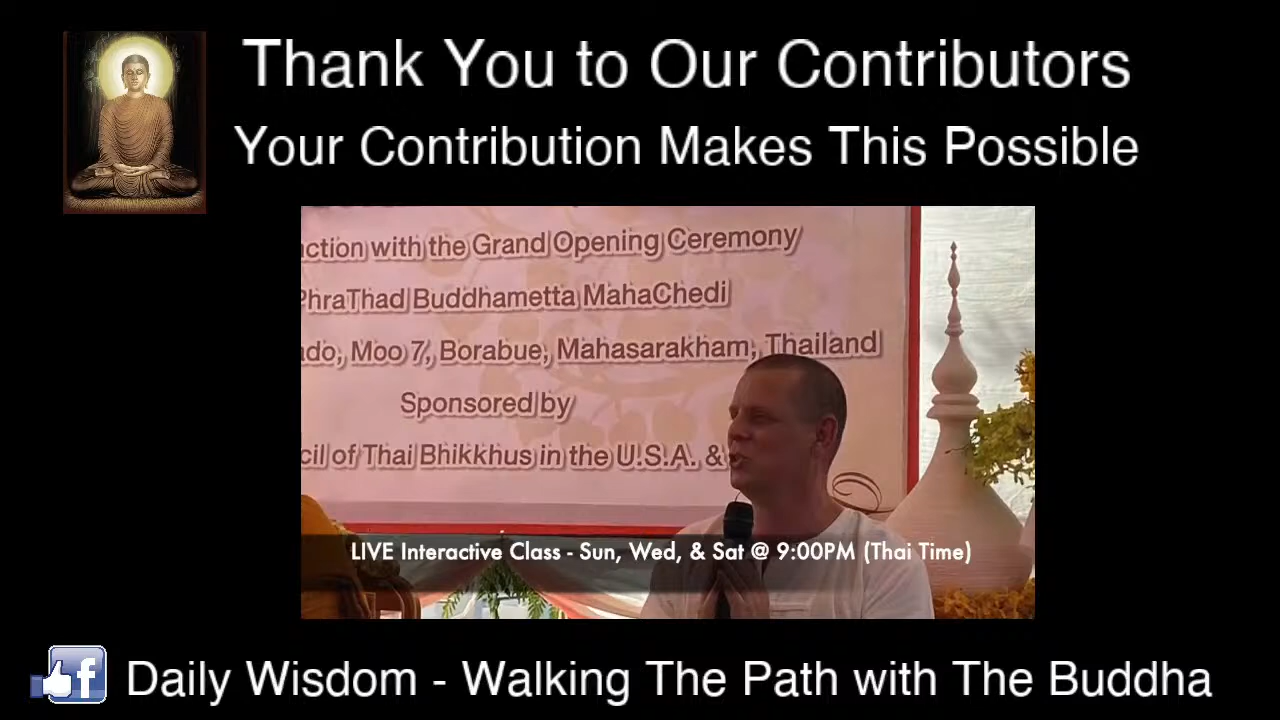 Thank You to Our Contributors
Your Contribution Makes This Possible
ction with the Grand Opening Ceremony
PhraThad Buddhametta MahaChedi
do, Moo 7, Borabue, Mahasarakham, Thailand
Sponsored by
cil of Thai Bhikkhus in the U.S.A. &
LIVE Interactive Class - Sun, Wed, & Sat @ 9:00PM (Thai Time)
f Daily Wisdom - Walking The Path with The Buddha